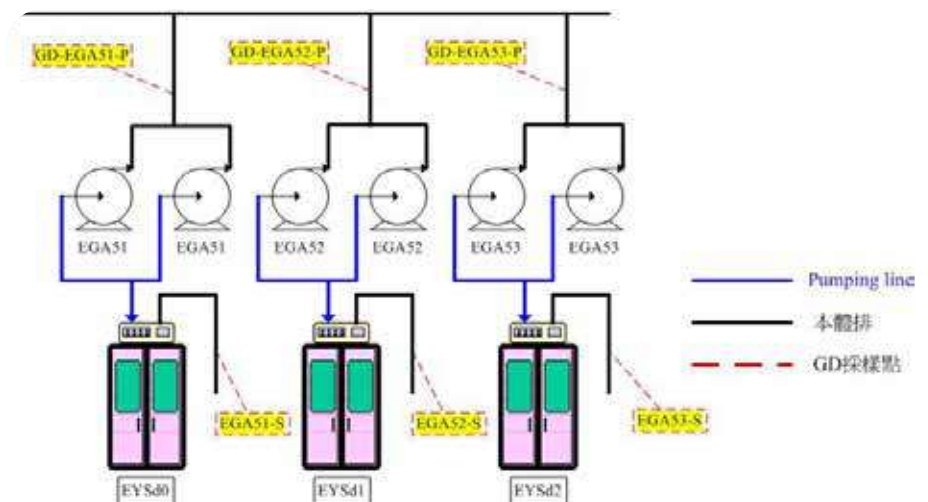 GD-EGA51-P
GD-EGA52-P
GD-EGA53-P
EGA51
EGA51
EGA52
EGA52
EGA53
EGA53
Pumping line
本體排
GD採樣點
EGA51-S
EGA52-S
EGA53-S
EYSd0
EYSd1
EYSd2